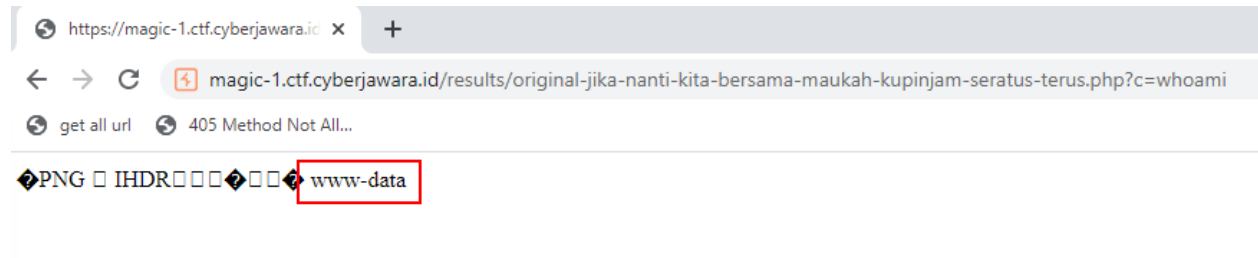 https://magic-1.ctf.cyberjawara.id
magic-1.ctf.cyberjawara.id/results/original-jika-nanti-kita-bersama-maukah-kupinjam-seratus-terus.php?c=whoami
get all url 405 Method Not All...
�PNG □ IHDR□□□�□□� www-data